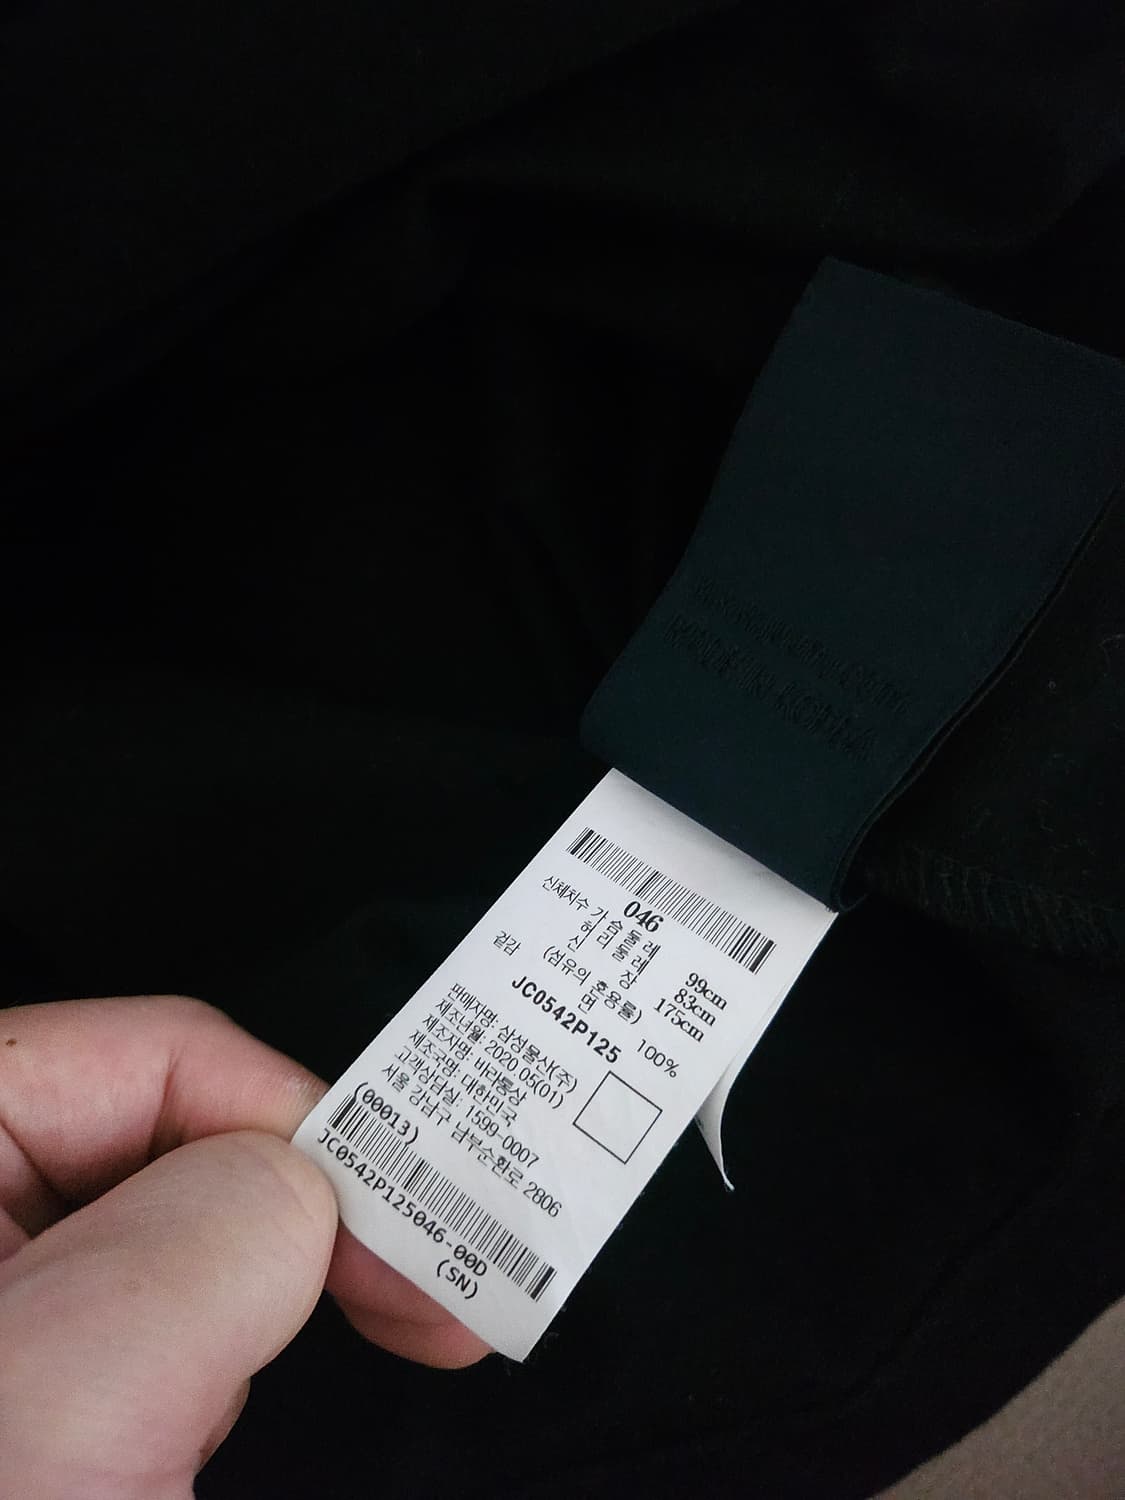 MADE IN KOREA
046
신체치수 가슴둘레 99cm
허리둘레 83cm
신장 175cm
(섬유의 혼용률)
겉감 면 100%
JC0542P125
판매자명: 삼성물산(주)
제조년월: 2020.05(01)
제조자명: 바라통상
제조국명: 대한민국
고객상담실: 1599-0007
서울 강남구 남부순환로 2806
(00013)
JC0542P125046-00D
(SN)